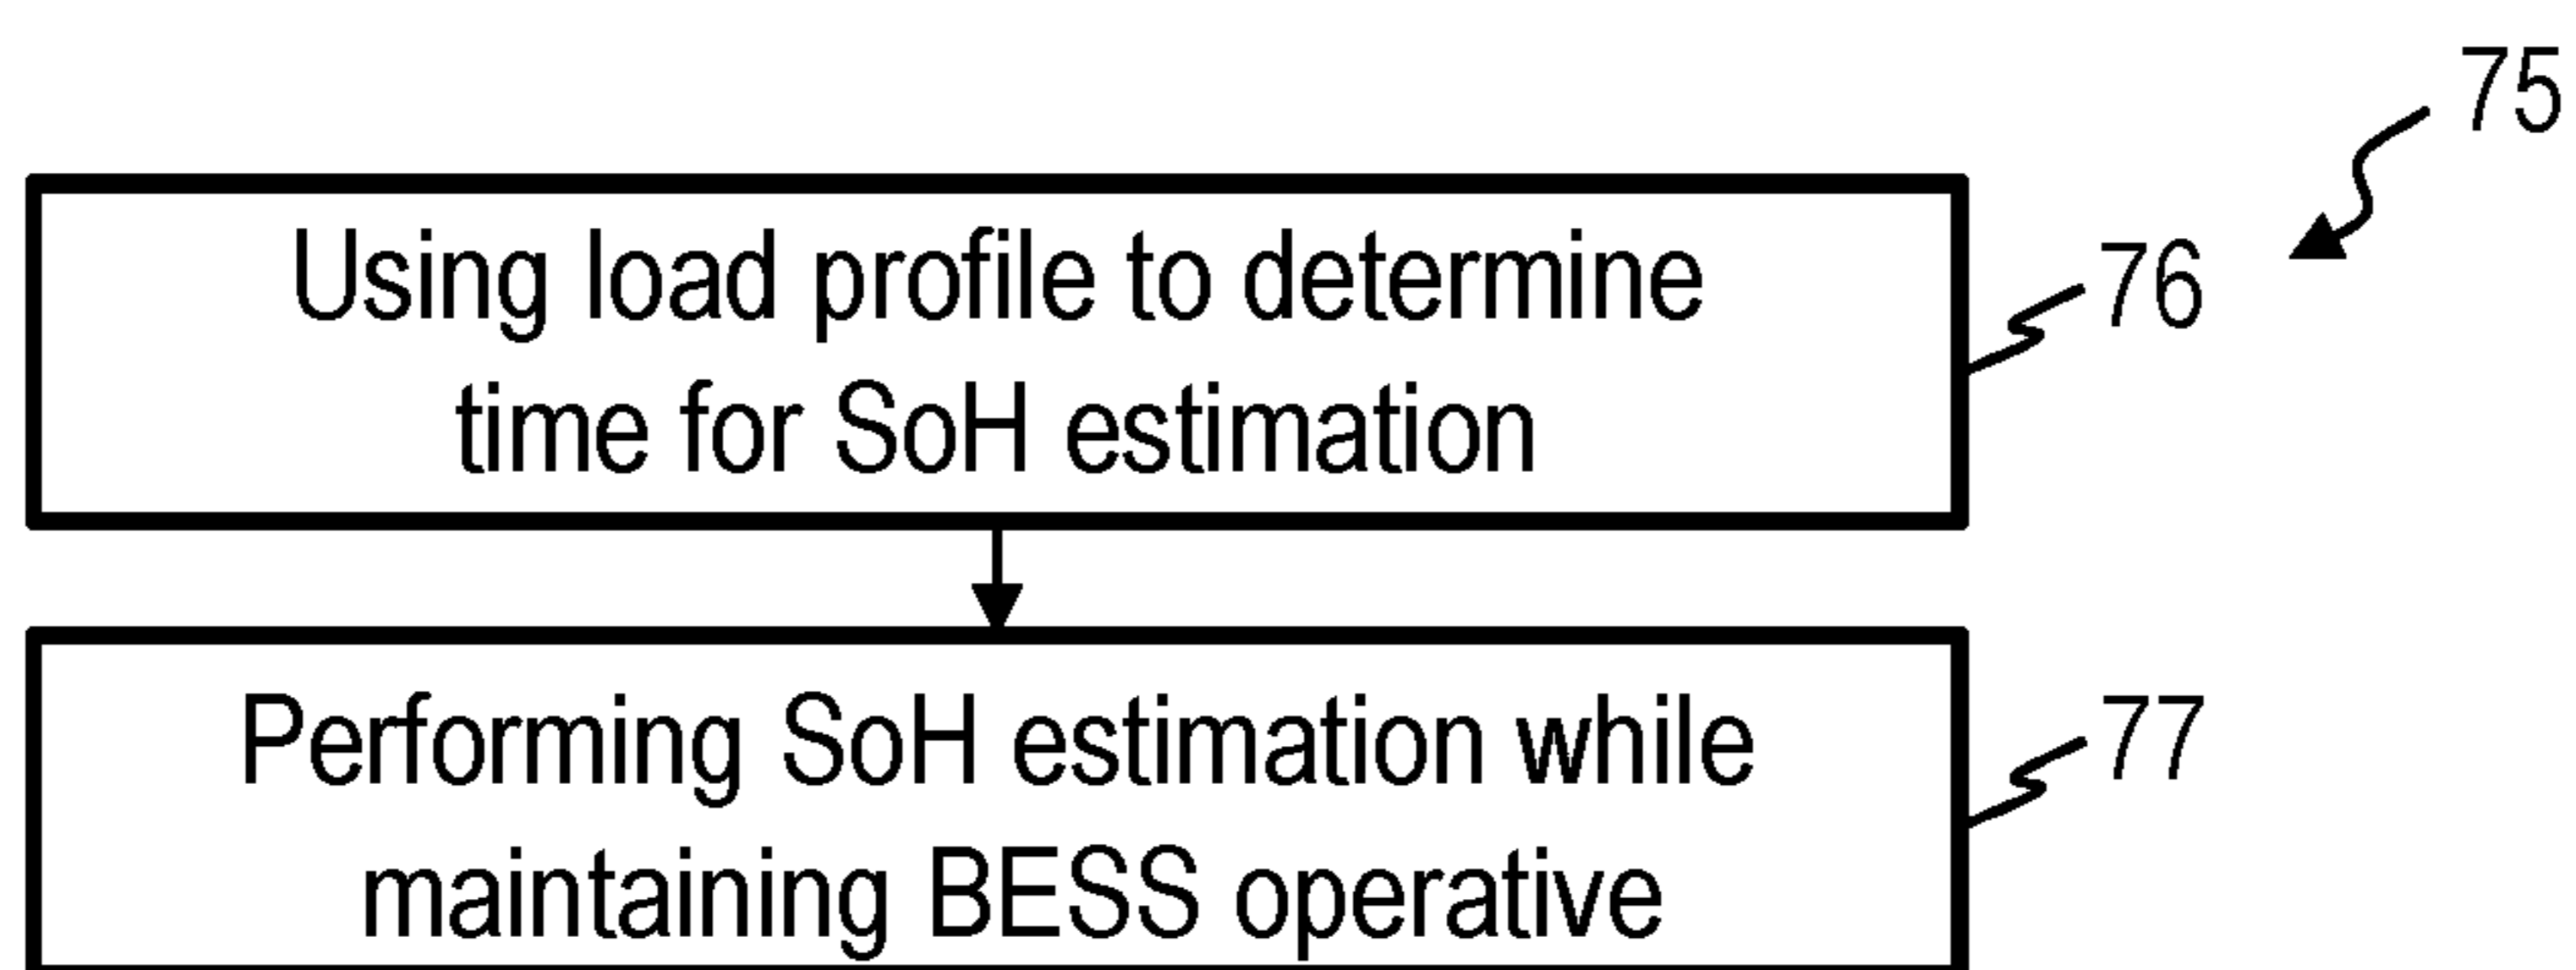 75
Using load profile to determine
time for SoH estimation
76
Performing SoH estimation while
maintaining BESS operative
77